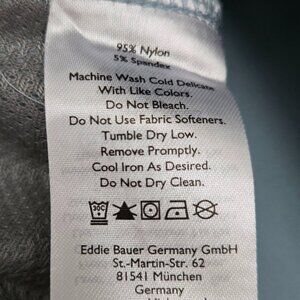 95% Nylon
5% Spandex
Machine Wash Cold Delicate
With Like Colors.
Do Not Bleach.
Do Not Use Fabric Softeners.
Tumble Dry Low.
Remove Promptly.
Cool Iron As Desired.
Do Not Dry Clean.
Eddie Bauer Germany GmbH
St.-Martin-Str. 62
81541 München
Germany